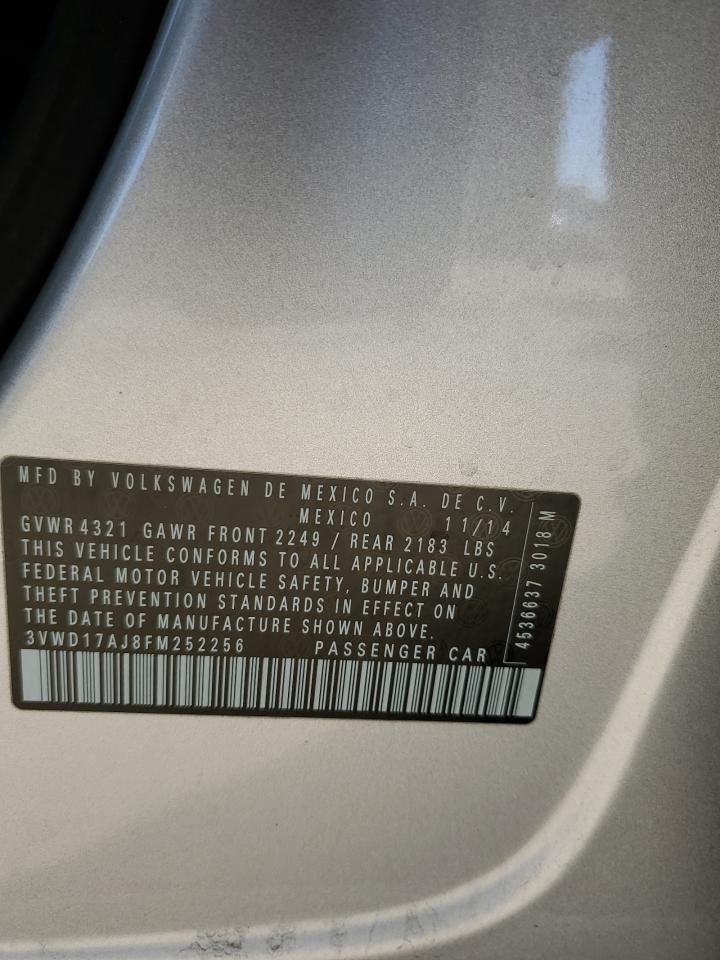 MFD BY VOLKSWAGEN DE MEXICO S.A. DE C.V.
MEXICO 11/14
GVWR 4321 GAWR FRONT 2249 / REAR 2183 LBS
THIS VEHICLE CONFORMS TO ALL APPLICABLE U.S.
FEDERAL MOTOR VEHICLE SAFETY, BUMPER AND
THEFT PREVENTION STANDARDS IN EFFECT ON
THE DATE OF MANUFACTURE SHOWN ABOVE.
3VWD17AJ8FM252256 PASSENGER CAR
4536637 3018 M